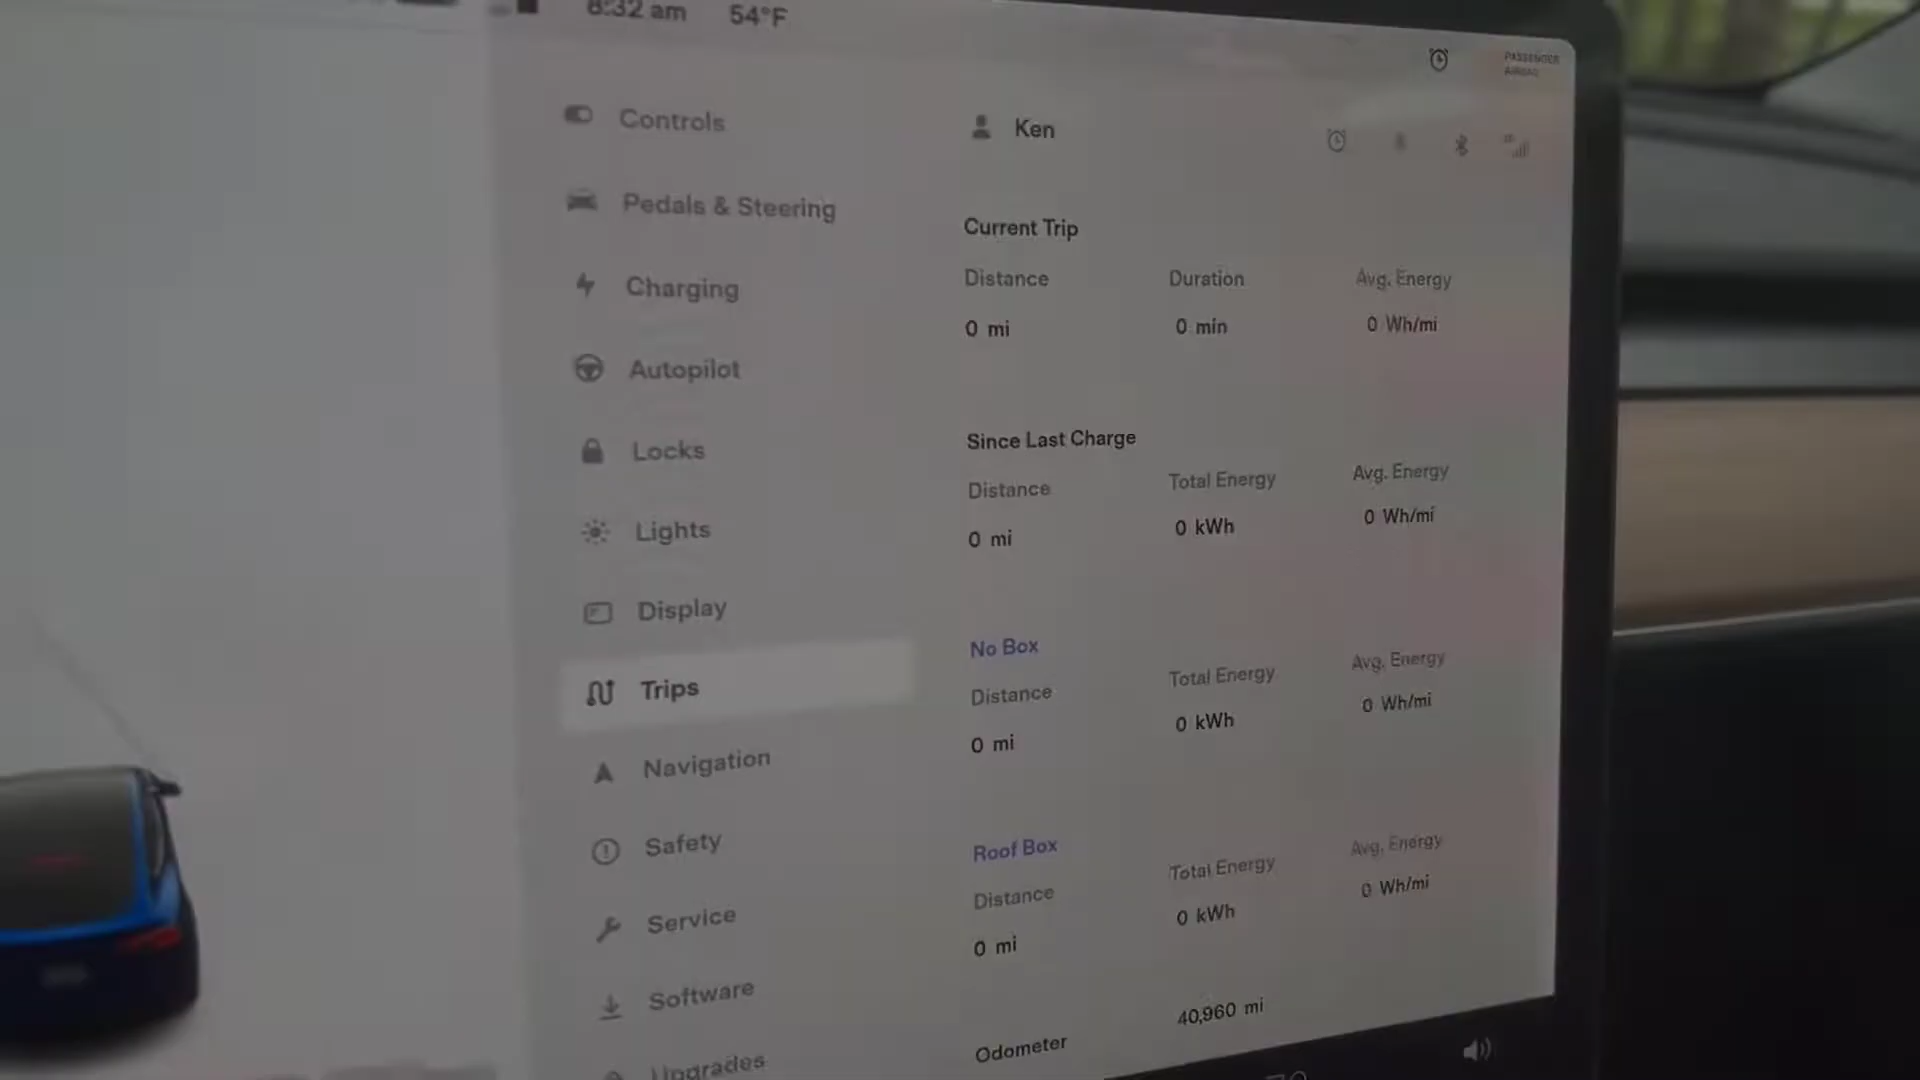 8:32 am 54°F
PASSENGER
AIRBAG
Controls
Pedals & Steering
Charging
Autopilot
Locks
Lights
Display
Trips
Navigation
Safety
Service
Software
Upgrades
Ken
Current Trip
Distance Duration Avg. Energy
0 mi 0 min 0 Wh/mi
Since Last Charge
Distance Total Energy Avg. Energy
0 mi 0 kWh 0 Wh/mi
No Box
Distance Total Energy Avg. Energy
0 mi 0 kWh 0 Wh/mi
Roof Box
Distance Total Energy Avg. Energy
0 mi 0 kWh 0 Wh/mi
Odometer 40,960 mi